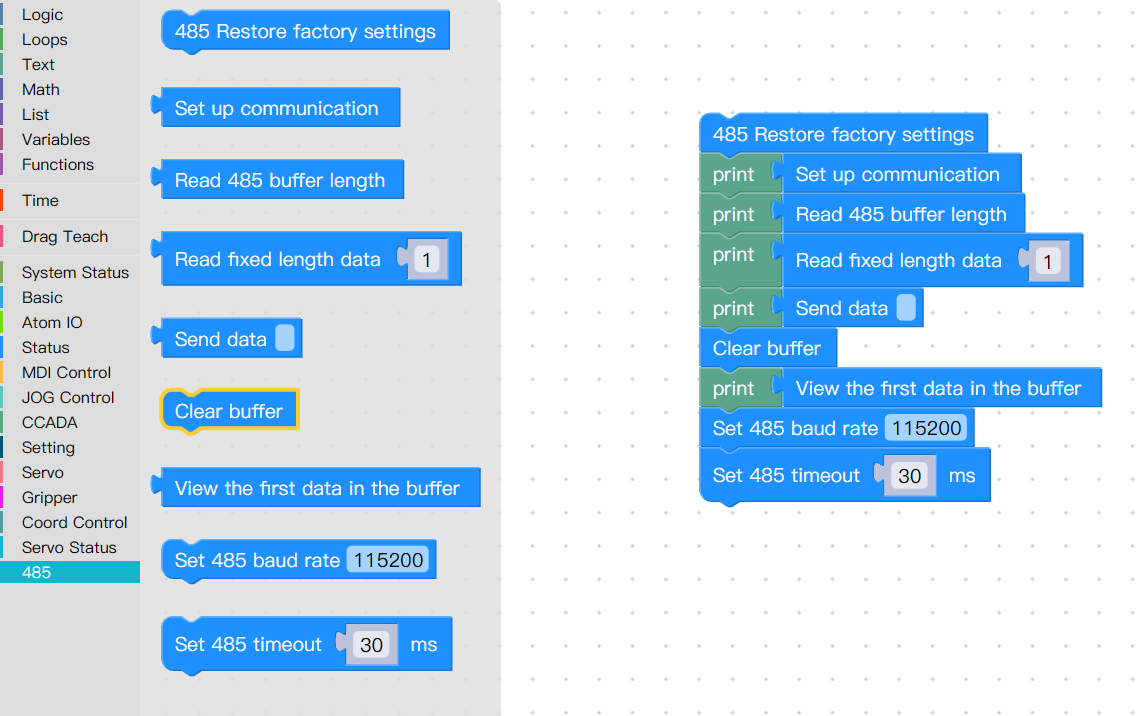 Logic
Loops
Text
Math
List
Variables
Functions
Time
Drag Teach
System Status
Basic
Atom IO
Status
MDI Control
JOG Control
CCADA
Setting
Servo
Gripper
Coord Control
Servo Status
485
485 Restore factory settings
Set up communication
Read 485 buffer length
Read fixed length data 1
Send data
Clear buffer
View the first data in the buffer
Set 485 baud rate 115200
Set 485 timeout 30 ms
485 Restore factory settings
print Set up communication
print Read 485 buffer length
print Read fixed length data 1
print Send data
Clear buffer
print View the first data in the buffer
Set 485 baud rate 115200
Set 485 timeout 30 ms